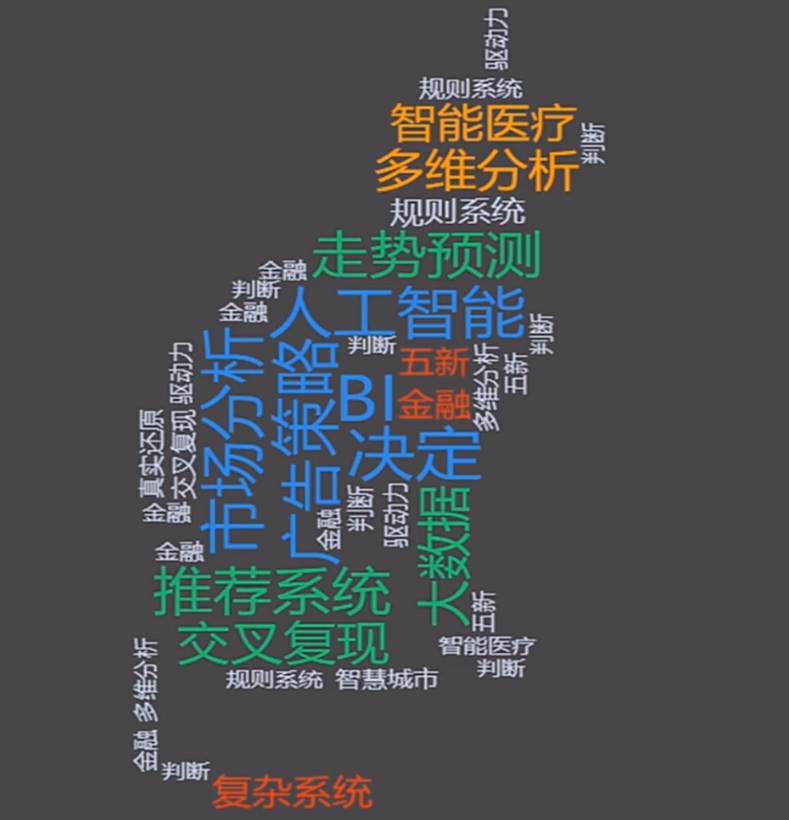 驱动力
规则系统
智能医疗
判断
多维分析
规则系统
走势预测
金融
判断
金融
人工智能
判断
判断
五新
多维分析
五新
驱动力
市场分析
广告策略
BI
金融
决定
真实还原
交叉复现
金融
金融
判断
驱动力
大数据
金融
推荐系统
五新
交叉复现
智能医疗
判断
规则系统
智慧城市
多维分析
金融
判断
复杂系统